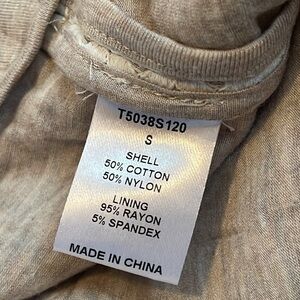 T5038S120
S
SHELL
50% COTTON
50% NYLON
LINING
95% RAYON
5% SPANDEX
MADE IN CHINA